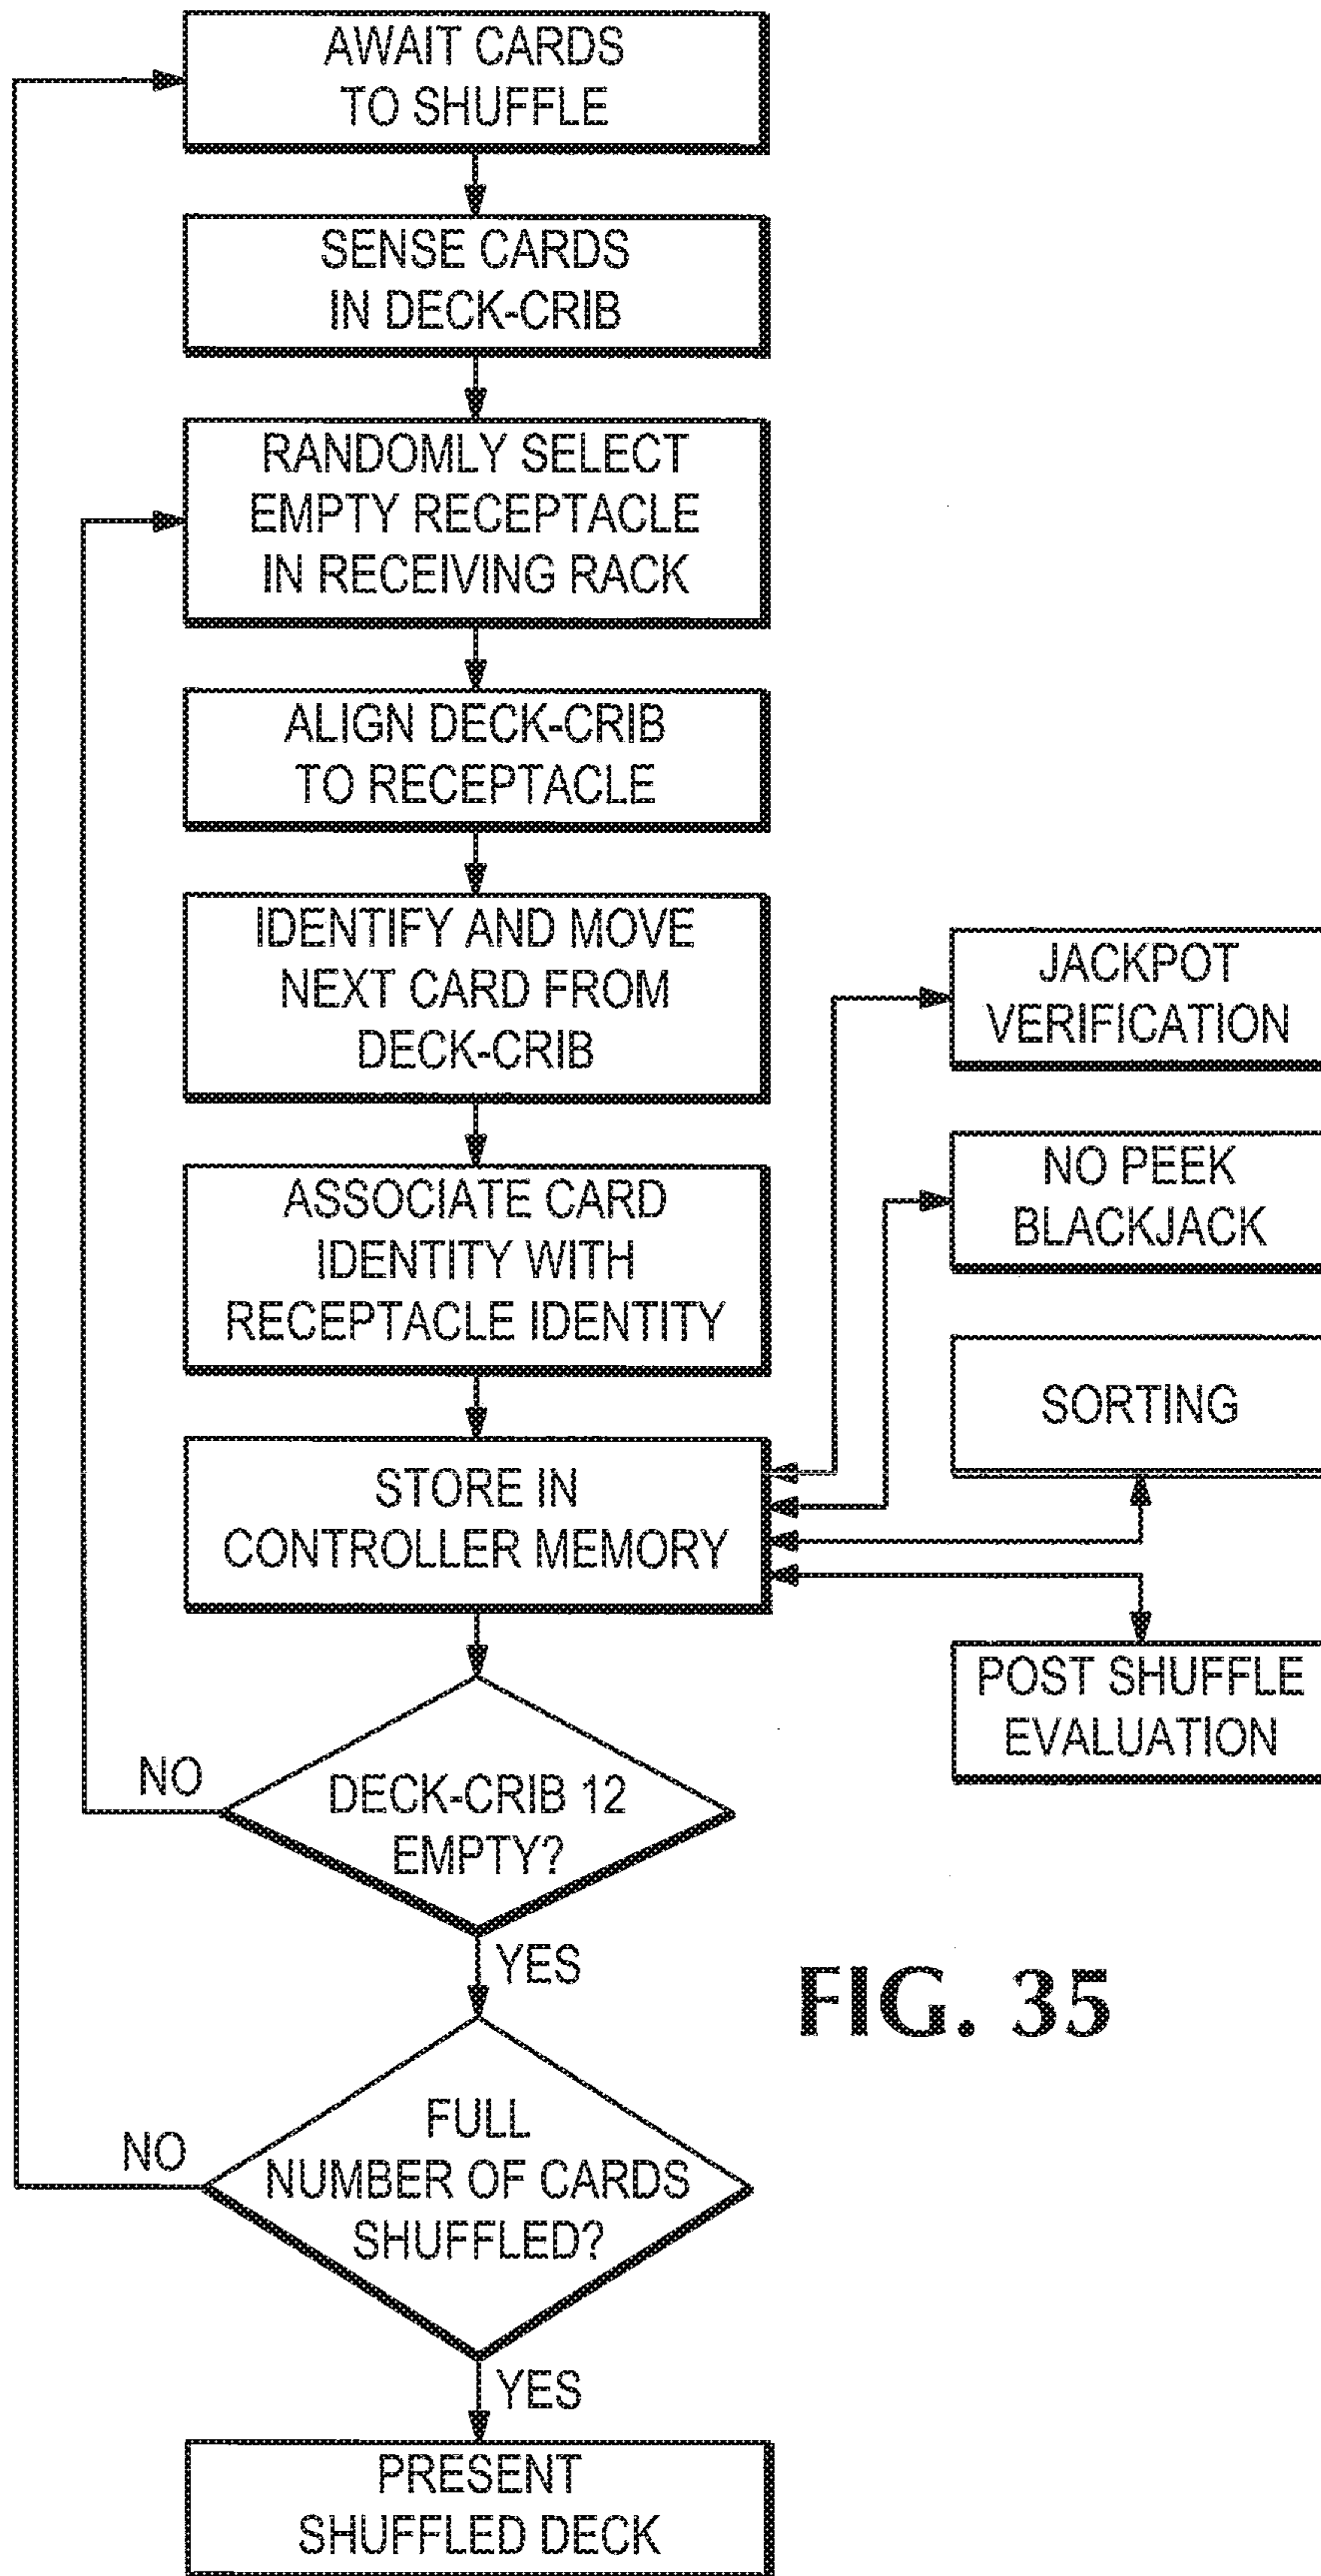 AWAIT CARDS
TO SHUFFLE
SENSE CARDS
IN DECK-CRIB
RANDOMLY SELECT
EMPTY RECEPTACLE
IN RECEIVING RACK
ALIGN DECK-CRIB
TO RECEPTACLE
IDENTIFY AND MOVE
NEXT CARD FROM
DECK-CRIB
ASSOCIATE CARD
IDENTITY WITH
RECEPTACLE IDENTITY
STORE IN
CONTROLLER MEMORY
JACKPOT
VERIFICATION
NO PEEK
BLACKJACK
SORTING
POST SHUFFLE
EVALUATION
NO
DECK-CRIB 12
EMPTY?
YES
NO
FULL
NUMBER OF CARDS
SHUFFLED?
YES
PRESENT
SHUFFLED DECK
FIG. 35